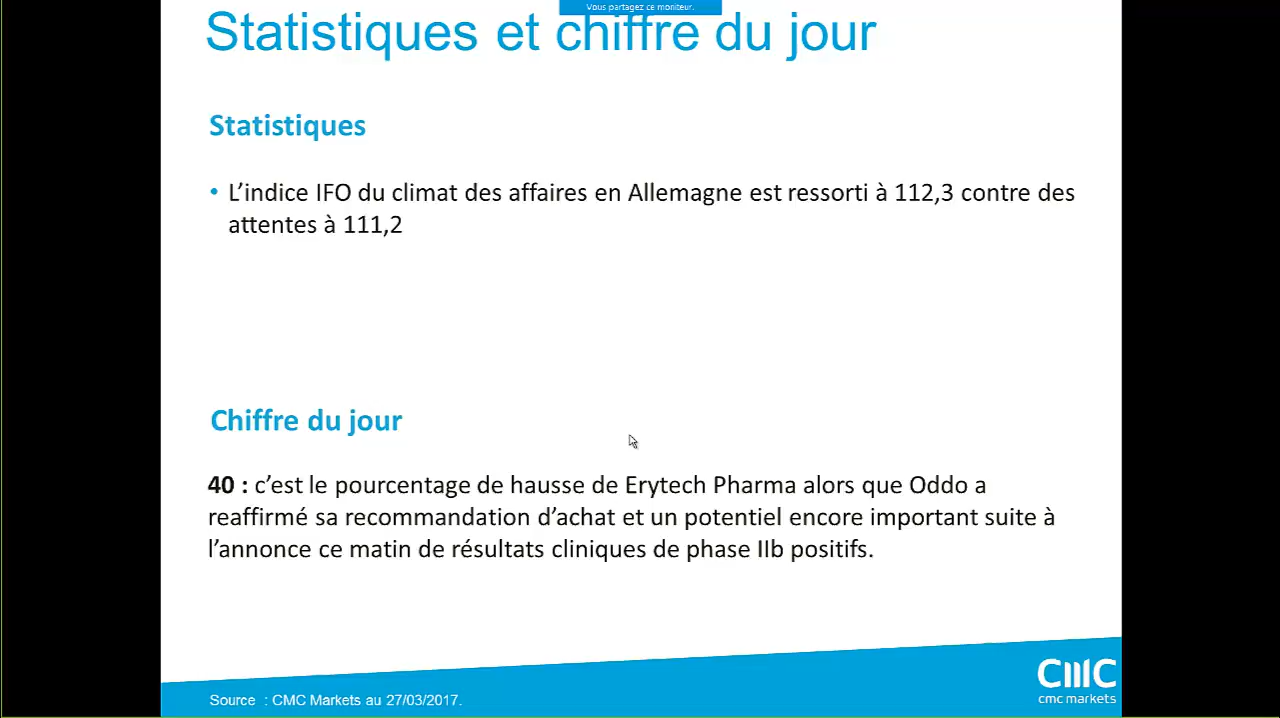 Vous partagez ce moniteur.
Statistiques et chiffre du jour
Statistiques
• L’indice IFO du climat des affaires en Allemagne est ressorti à 112,3 contre des
attentes à 111,2
Chiffre du jour
40 : c’est le pourcentage de hausse de Erytech Pharma alors que Oddo a
reaffirmé sa recommandation d’achat et un potentiel encore important suite à
l’annonce ce matin de résultats cliniques de phase IIb positifs.
Source : CMC Markets au 27/03/2017.
CMC
cmc markets